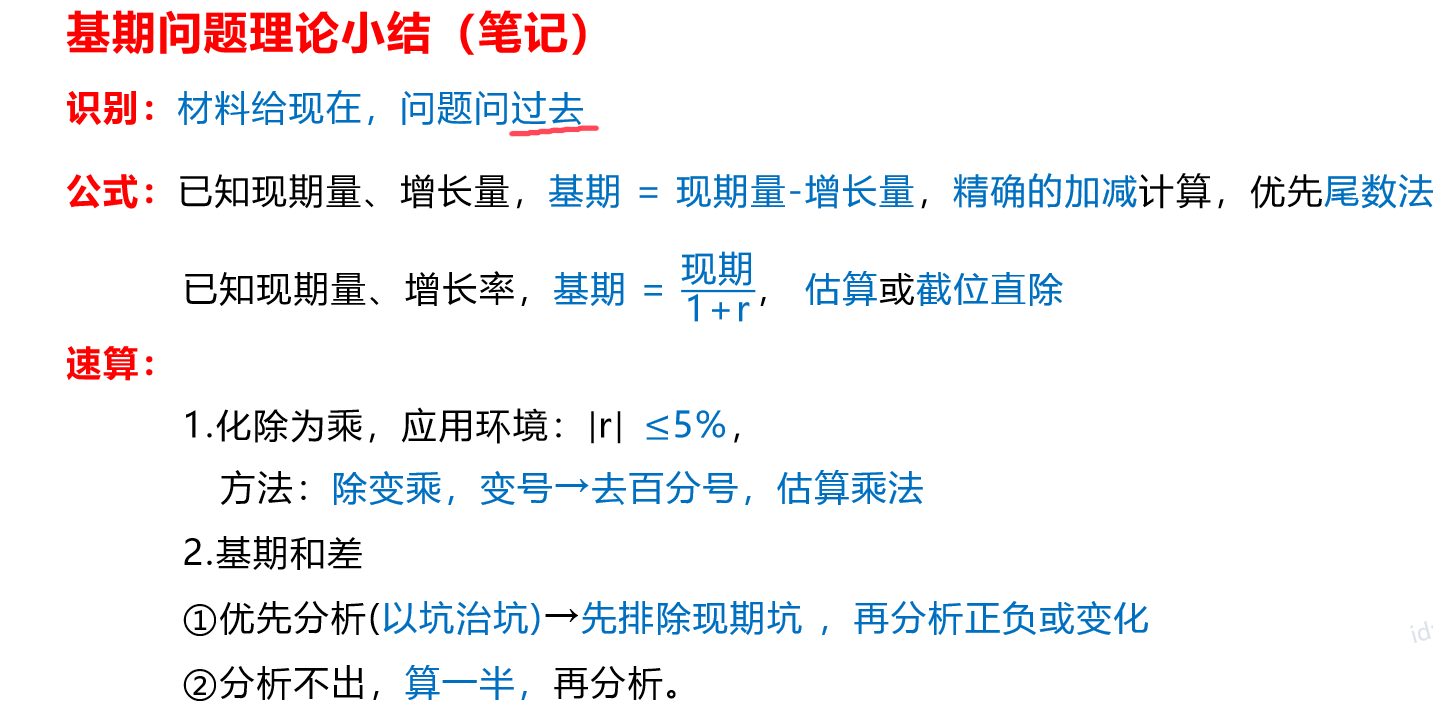 基期问题理论小结（笔记）
识别：材料给现在，问题问过去
公式：已知现期量、增长量，基期 = 现期量-增长量，精确的加减计算，优先尾数法
已知现期量、增长率，基期 = 现期/1+r， 估算或截位直除
速算：
1.化除为乘，应用环境：|r| ≤5%，
方法：除变乘，变号→去百分号，估算乘法
2.基期和差
①优先分析(以坑治坑)→先排除现期坑 ，再分析正负或变化
②分析不出，算一半，再分析。